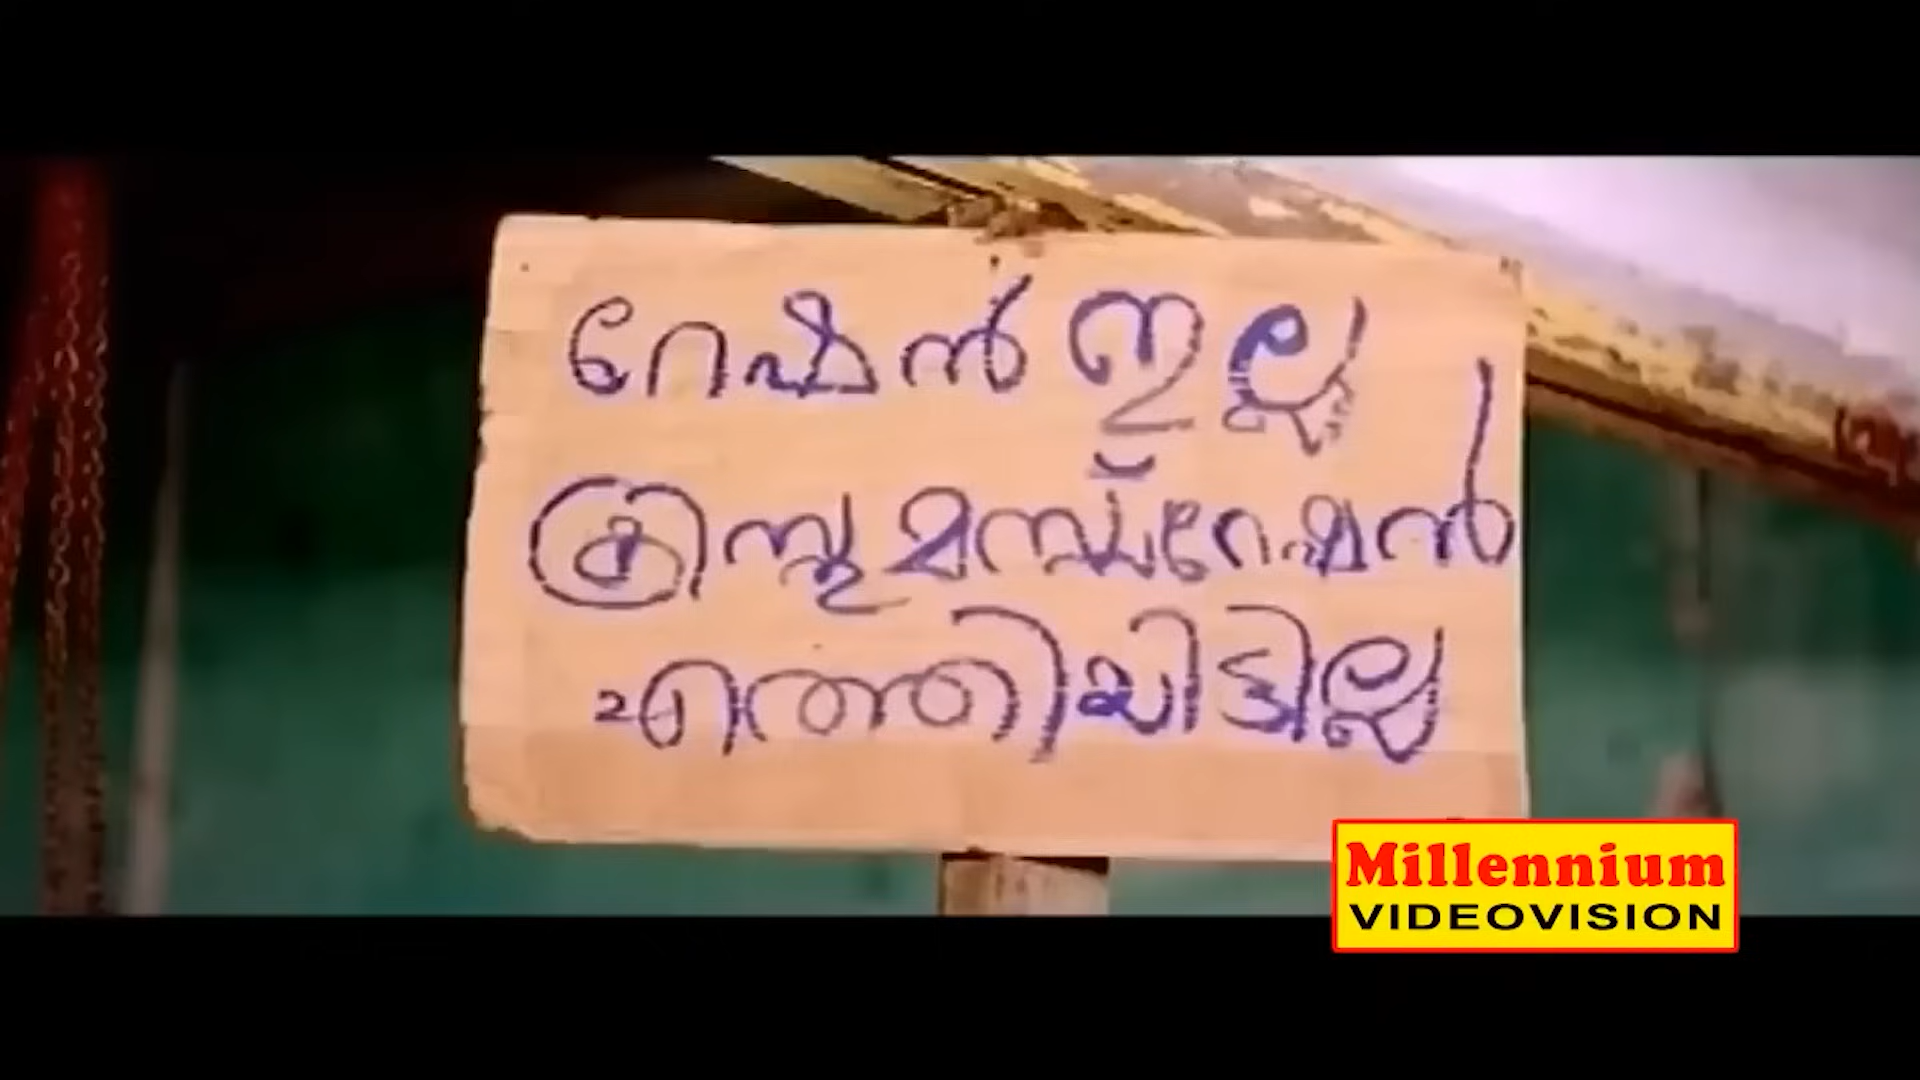 റേഷൻ ഇല്ല
ക്രിസ്തുമസ്സ് റേഷൻ
എത്തിയിട്ടില്ല
Millennium
VIDEOVISION